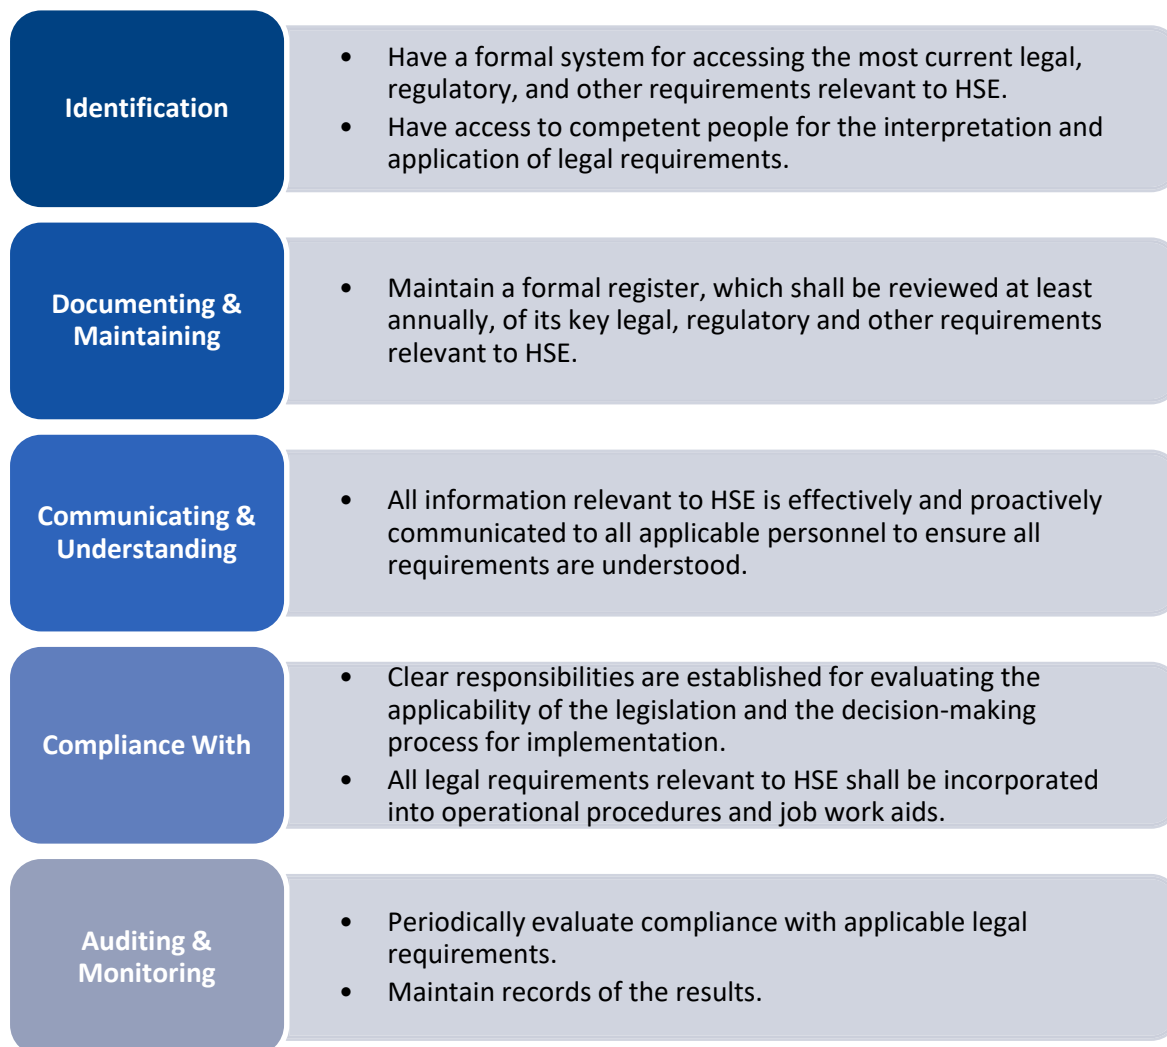 Identification
• Have a formal system for accessing the most current legal,
regulatory, and other requirements relevant to HSE.
• Have access to competent people for the interpretation and
application of legal requirements.
Documenting &
Maintaining
• Maintain a formal register, which shall be reviewed at least
annually, of its key legal, regulatory and other requirements
relevant to HSE.
Communicating &
Understanding
• All information relevant to HSE is effectively and proactively
communicated to all applicable personnel to ensure all
requirements are understood.
Compliance With
• Clear responsibilities are established for evaluating the
applicability of the legislation and the decision-making
process for implementation.
• All legal requirements relevant to HSE shall be incorporated
into operational procedures and job work aids.
Auditing &
Monitoring
• Periodically evaluate compliance with applicable legal
requirements.
• Maintain records of the results.